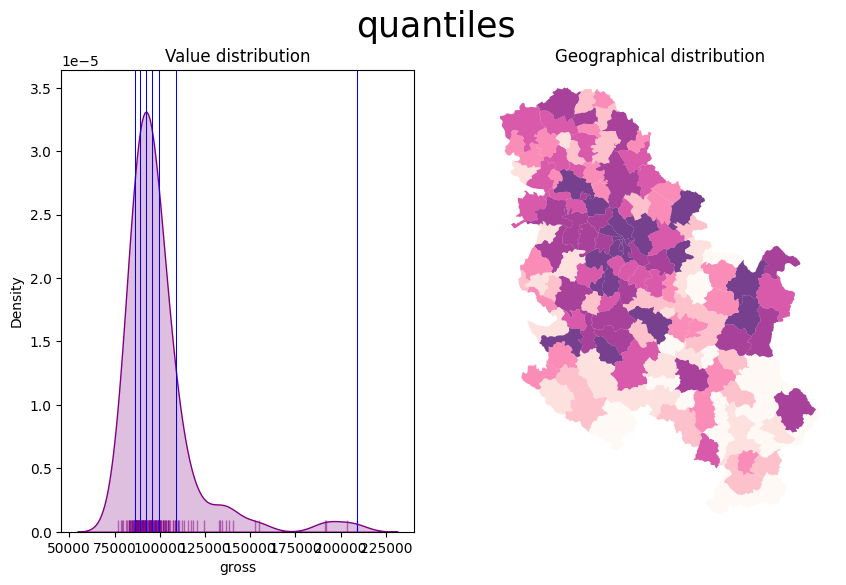 quantiles
Value distribution
Geographical distribution
1e−5
3.5
3.0
2.5
2.0
1.5
1.0
0.5
0.0
Density
50000 75000 100000 125000 150000 175000 200000 225000
gross